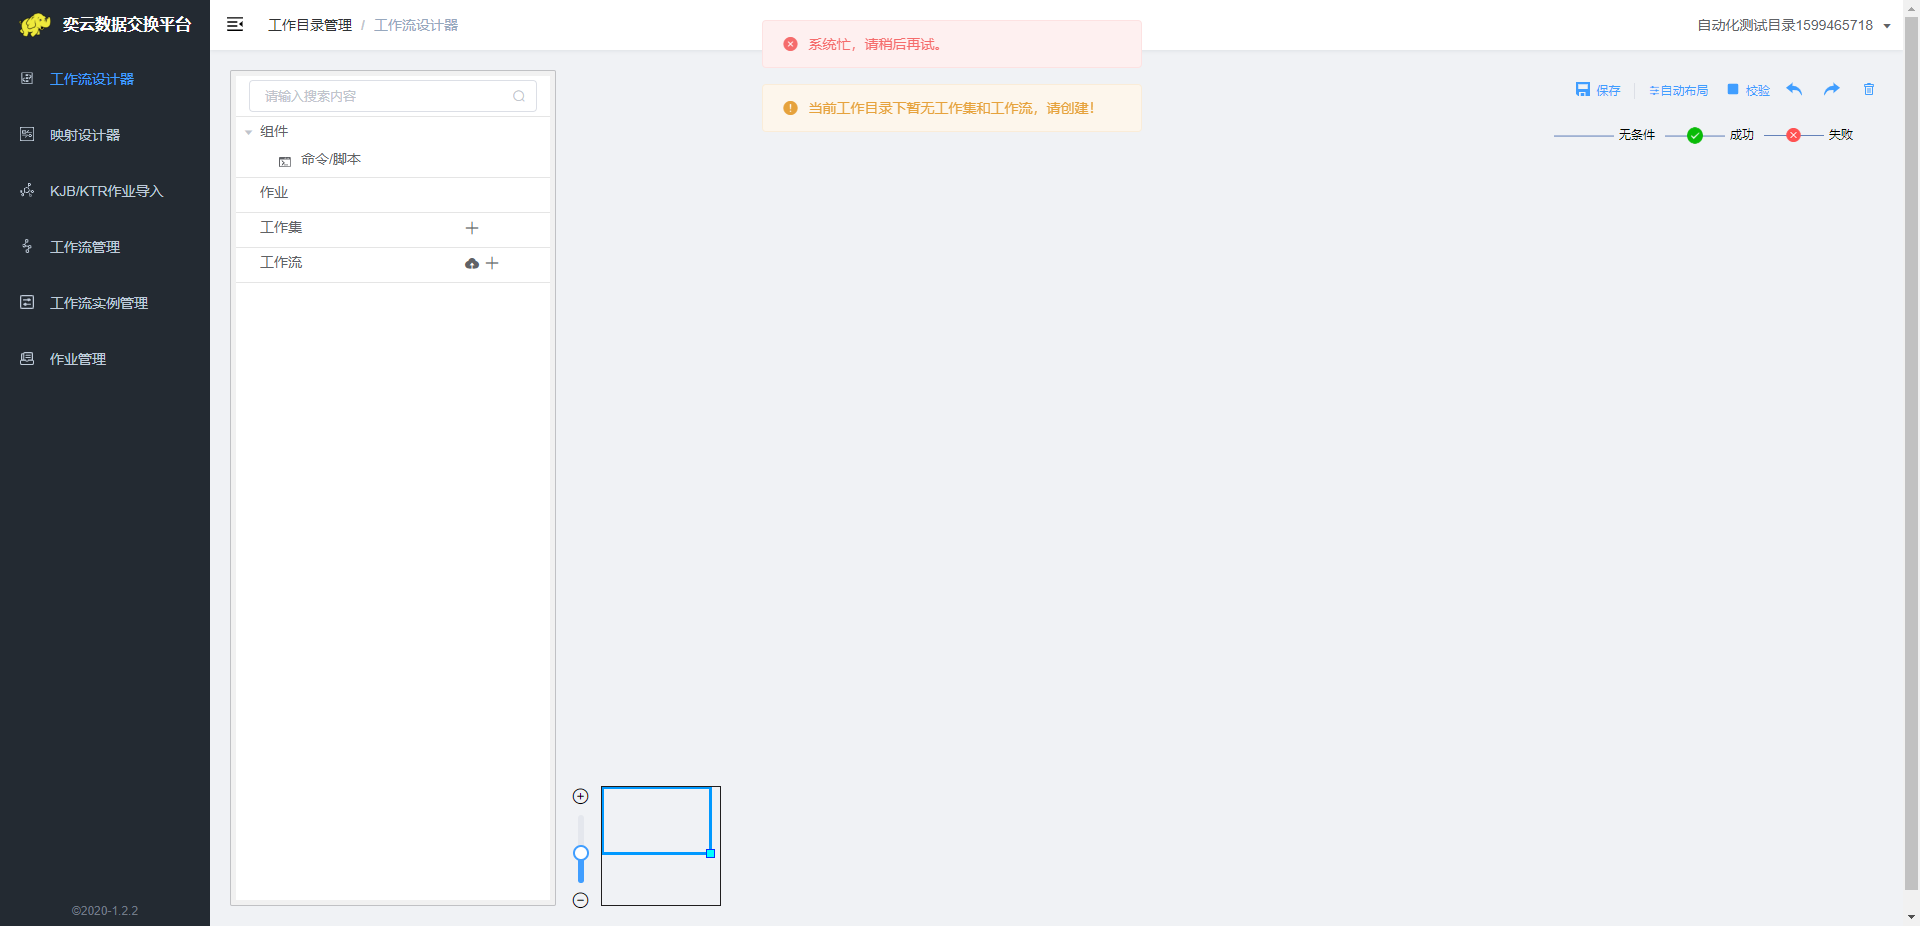 奕云数据交换平台
工作流设计器
映射设计器
KJB/KTR作业导入
工作流管理
工作流实例管理
作业管理
©2020-1.2.2
工作目录管理 / 工作流设计器
自动化测试目录1599465718
系统忙，请稍后再试。
当前工作目录下暂无工作集和工作流，请创建！
请输入搜索内容
组件
命令/脚本
作业
工作集
工作流
保存 自动布局 校验
无条件 成功 失败